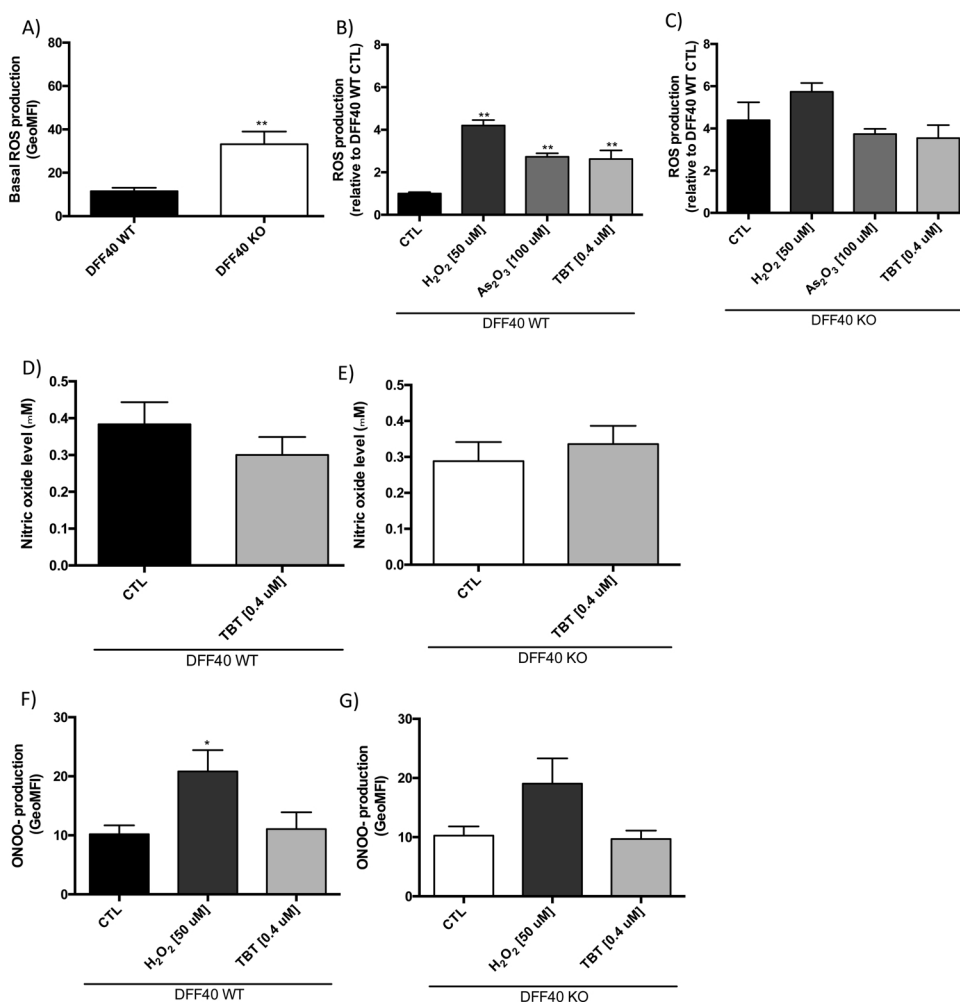 A)
Basal ROS production
(GeoMFI)
80
60
40
20
0
**
DFF40 WT
DFF40 KO
B)
ROS production
(relative to DFF40 WT CTL)
8
6
4
2
0
**
**
**
CTL
H₂O₂ [50 uM]
As₂O₃ [100 uM]
TBT [0.4 uM]
DFF40 WT
C)
ROS production
(relative to DFF40 WT CTL)
8
6
4
2
0
CTL
H₂O₂ [50 uM]
As₂O₃ [100 uM]
TBT [0.4 uM]
DFF40 KO
D)
Nitric oxide level (mM)
0.5
0.4
0.3
0.2
0.1
0.0
CTL
TBT [0.4 uM]
DFF40 WT
E)
Nitric oxide level (mM)
0.5
0.4
0.3
0.2
0.1
0.0
CTL
TBT [0.4 uM]
DFF40 KO
F)
ONOO- production
(GeoMFI)
30
20
10
0
*
CTL
H₂O₂ [50 uM]
TBT [0.4 uM]
DFF40 WT
G)
ONOO- production
(GeoMFI)
30
20
10
0
CTL
H₂O₂ [50 uM]
TBT [0.4 uM]
DFF40 KO